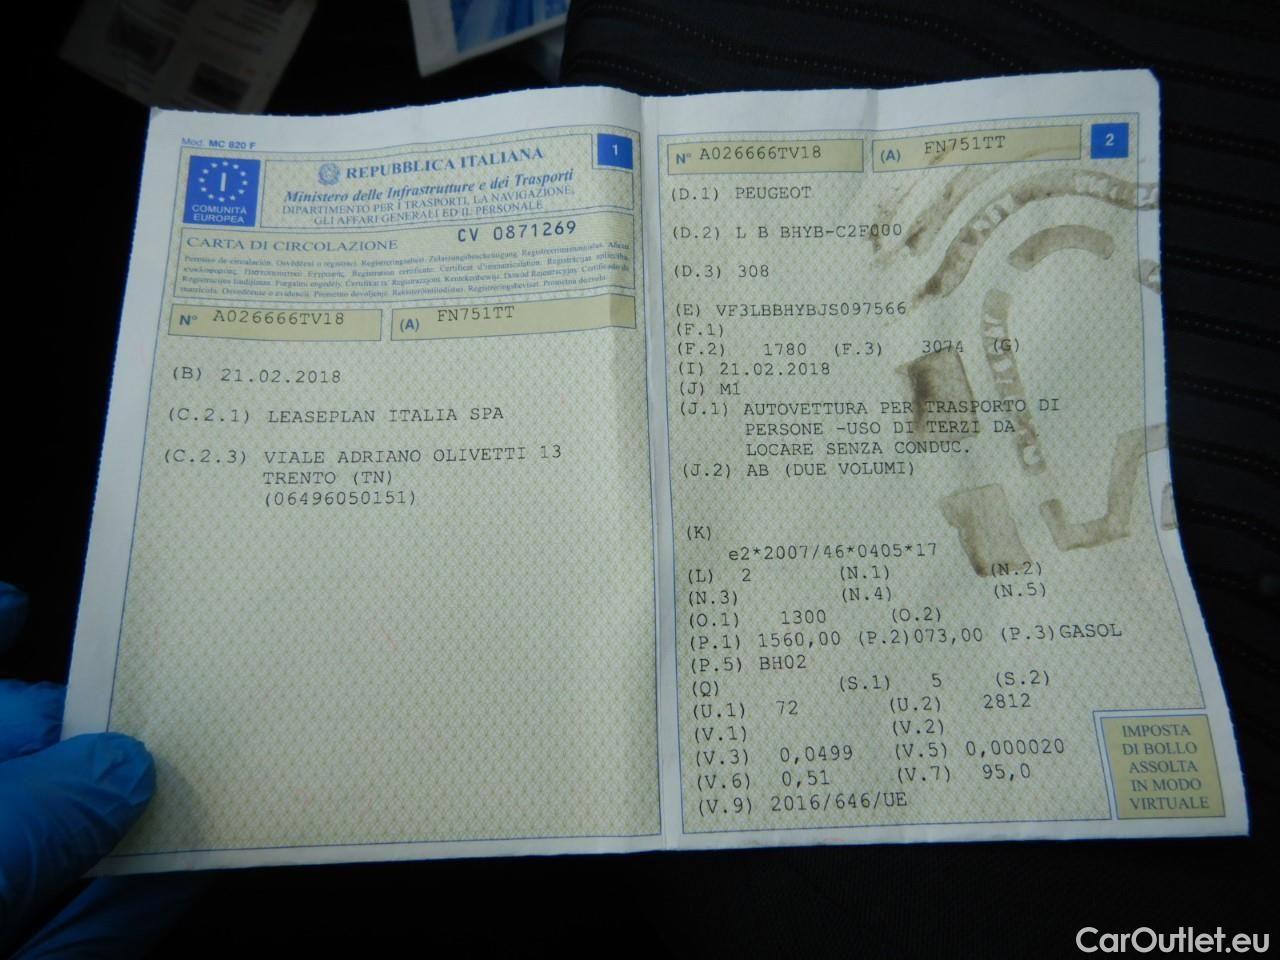 Mod. MC 820 F
I
COMUNITÀ
EUROPEA
REPUBBLICA ITALIANA
Ministero delle Infrastrutture e dei Trasporti
DIPARTIMENTO PER I TRASPORTI, LA NAVIGAZIONE,
GLI AFFARI GENERALI ED IL PERSONALE
1
CARTA DI CIRCOLAZIONE CV 0871269
Permiso de circulación.
N° A026666TV18 (A) FN751TT
(B) 21.02.2018
(C.2.1) LEASEPLAN ITALIA SPA
(C.2.3) VIALE ADRIANO OLIVETTI 13
TRENTO (TN)
(06496050151)
N° A026666TV18 (A) FN751TT 2
(D.1) PEUGEOT
(D.2) L B BHYB-C2F000
(D.3) 308
(E) VF3LBBHYBJS097566
(F.1)
(F.2) 1780 (F.3) 3074 (G)
(I) 21.02.2018
(J) M1
(J.1) AUTOVETTURA PER TRASPORTO DI
PERSONE -USO DI TERZI DA
LOCARE SENZA CONDUC.
(J.2) AB (DUE VOLUMI)
(K)
e2*2007/46*0405*17
(L) 2 (N.1) (N.2)
(N.3) (N.4) (N.5)
(O.1) 1300 (O.2)
(P.1) 1560,00 (P.2)073,00 (P.3)GASOL
(P.5) BH02
(Q) (S.1) 5 (S.2)
(U.1) 72 (U.2) 2812
(V.1) (V.2)
(V.3) 0,0499 (V.5) 0,000020
(V.6) 0,51 (V.7) 95,0
(V.9) 2016/646/UE
IMPOSTA
DI BOLLO
ASSOLTA
IN MODO
VIRTUALE
CarOutlet.eu